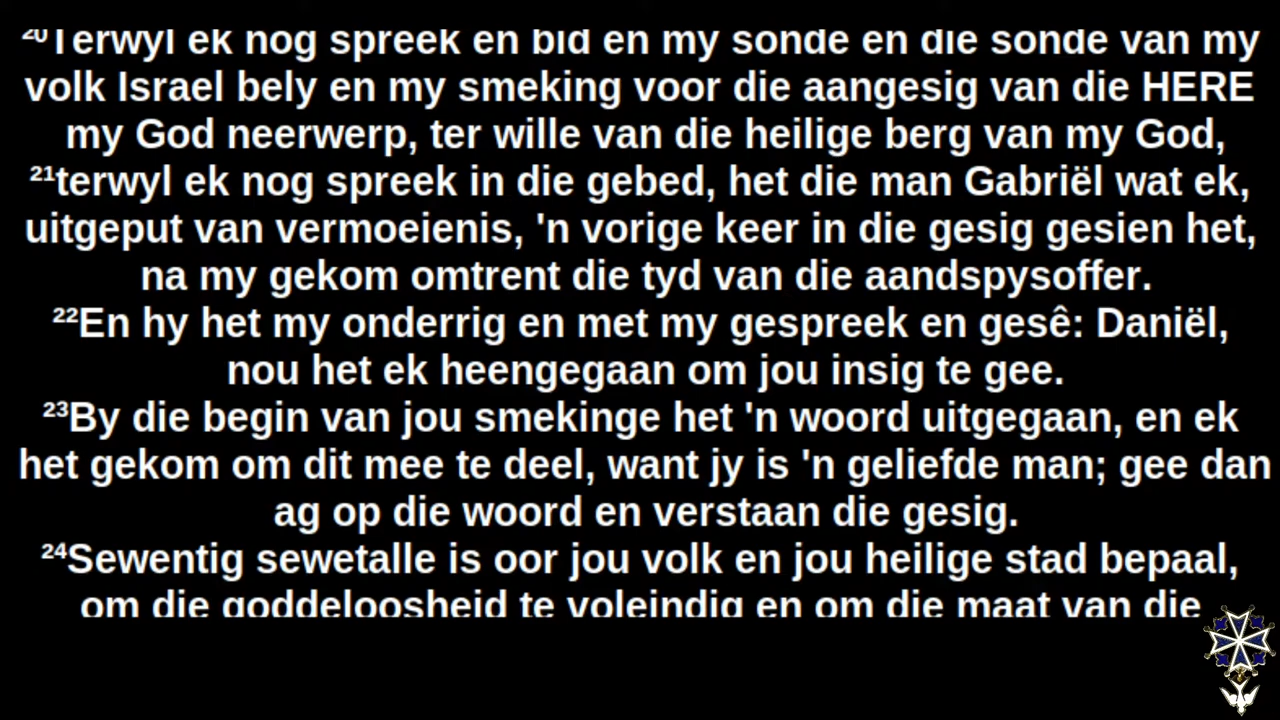 ²⁰Terwyl ek nog spreek en bid en my sonde en die sonde van my
volk Israel bely en my smeking voor die aangesig van die HERE
my God neerwerp, ter wille van die heilige berg van my God,
²¹terwyl ek nog spreek in die gebed, het die man Gabriël wat ek,
uitgeput van vermoeienis, 'n vorige keer in die gesig gesien het,
na my gekom omtrent die tyd van die aandspysoffer.
²²En hy het my onderrig en met my gespreek en gesê: Daniël,
nou het ek heengegaan om jou insig te gee.
²³By die begin van jou smekinge het 'n woord uitgegaan, en ek
het gekom om dit mee te deel, want jy is 'n geliefde man; gee dan
ag op die woord en verstaan die gesig.
²⁴Sewentig sewetalle is oor jou volk en jou heilige stad bepaal,
om die goddeloosheid te voleindig en om die maat van die